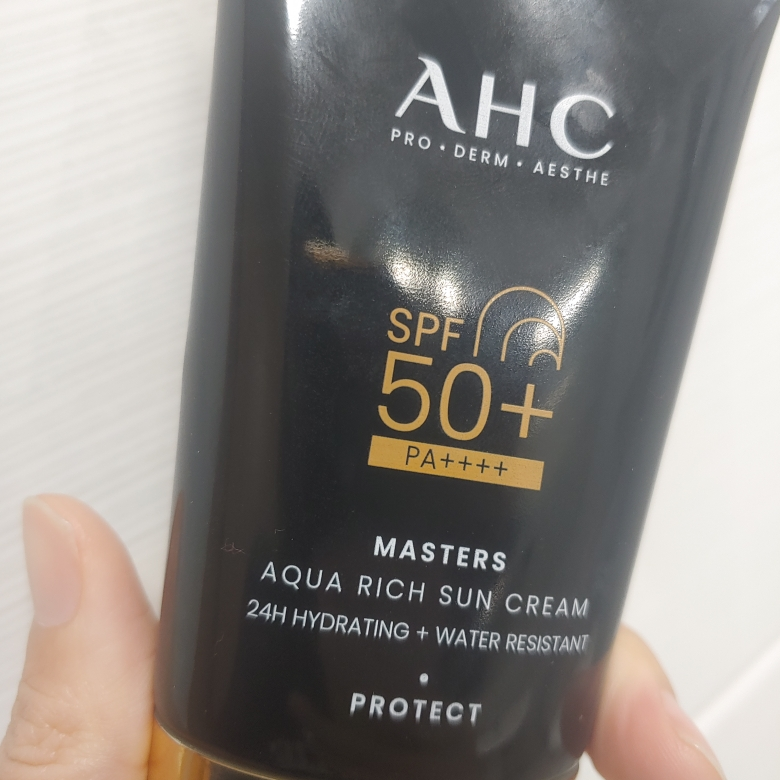 AHC
PRO • DERM • AESTHE
SPF
50+
PA++++
MASTERS
AQUA RICH SUN CREAM
24H HYDRATING + WATER RESISTANT
•
PROTECT